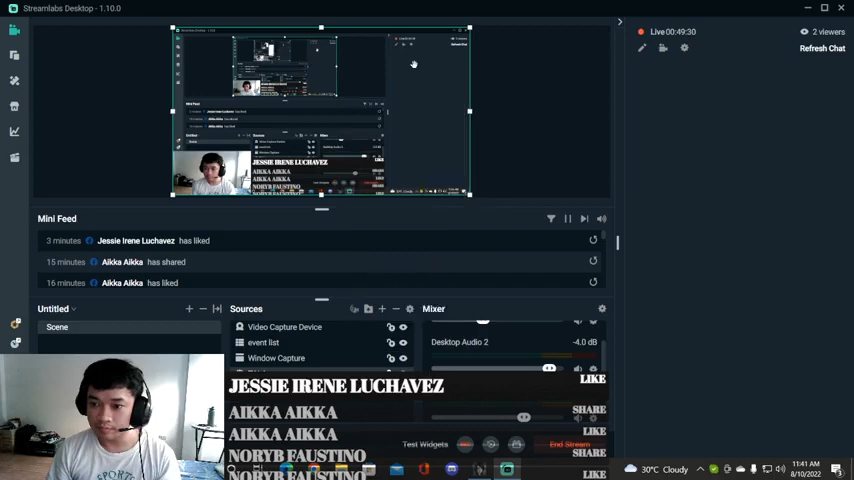 Streamlabs Desktop - 1.10.0
Live 00:49:30
2 viewers
Refresh Chat
Mini Feed
3 minutes Jessie Irene Luchavez has liked
15 minutes Aikka Aikka has shared
16 minutes Aikka Aikka has liked
Untitled
Sources
Mixer
Scene
Video Capture Device
event list
Window Capture
Desktop Audio 2
-4.0 dB
JESSIE IRENE LUCHAVEZ LIKE
AIKKA AIKKA SHARE
AIKKA AIKKA LIKE
NORYB FAUSTINO SHARE
LIKE
Test Widgets
End Stream
30°C Cloudy
11:41 AM
8/10/2022